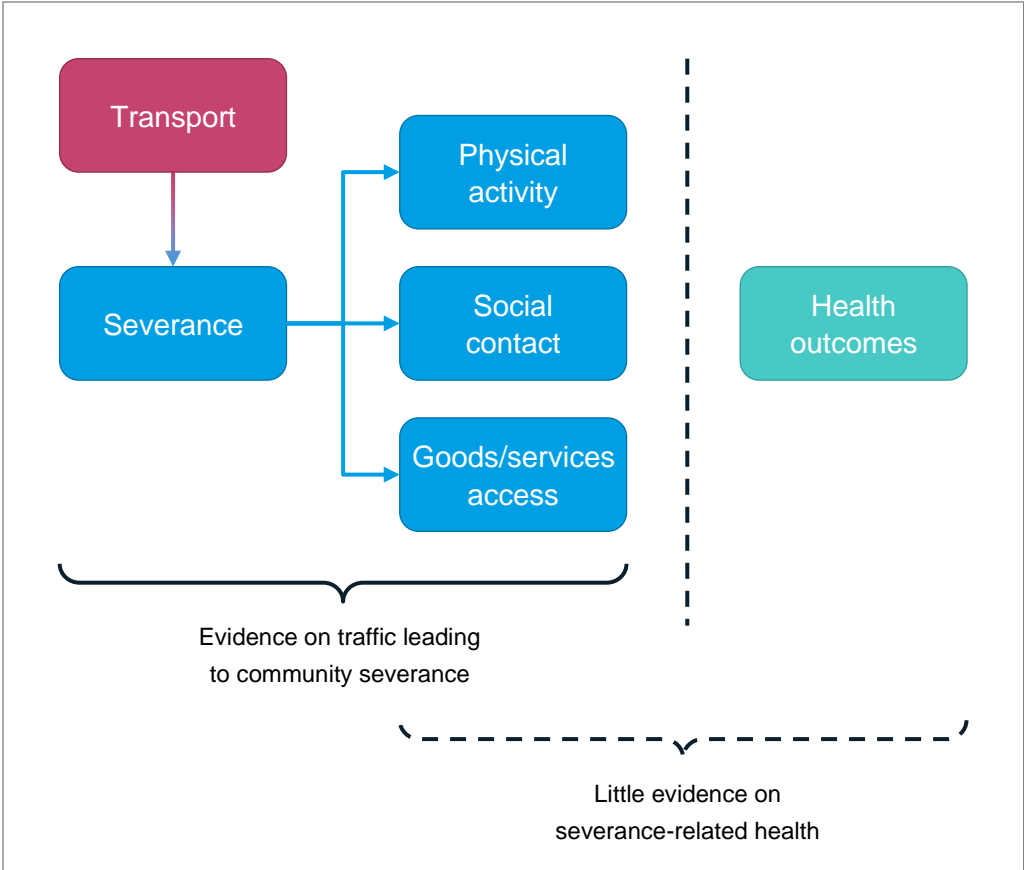 Transport
Physical
activity
Severance
Social
contact
Health
outcomes
Goods/services
access
Evidence on traffic leading
to community severance
Little evidence on
severance-related health